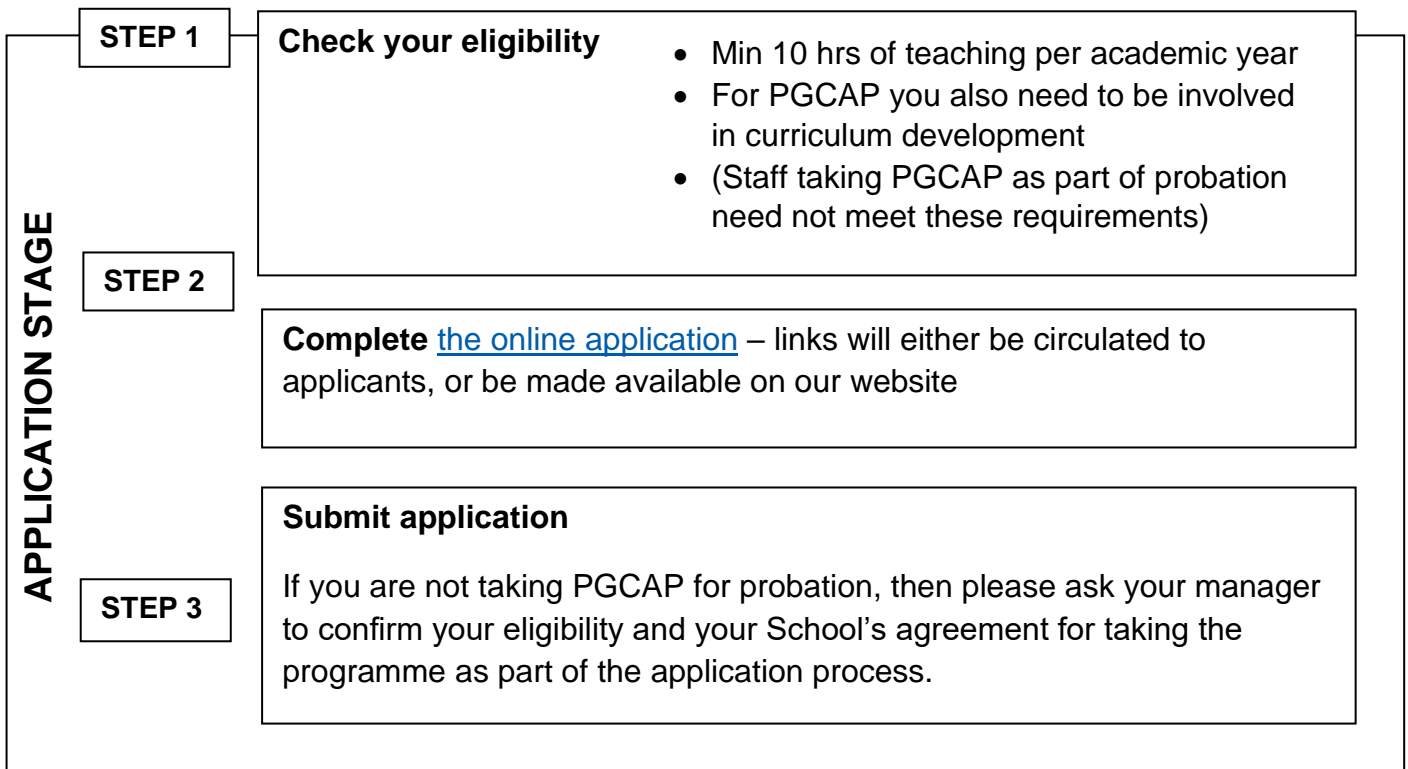 APPLICATION STAGE
STEP 1
Check your eligibility
• Min 10 hrs of teaching per academic year
• For PGCAP you also need to be involved
in curriculum development
• (Staff taking PGCAP as part of probation
need not meet these requirements)
STEP 2
Complete the online application – links will either be circulated to
applicants, or be made available on our website
STEP 3
Submit application
If you are not taking PGCAP for probation, then please ask your manager
to confirm your eligibility and your School’s agreement for taking the
programme as part of the application process.